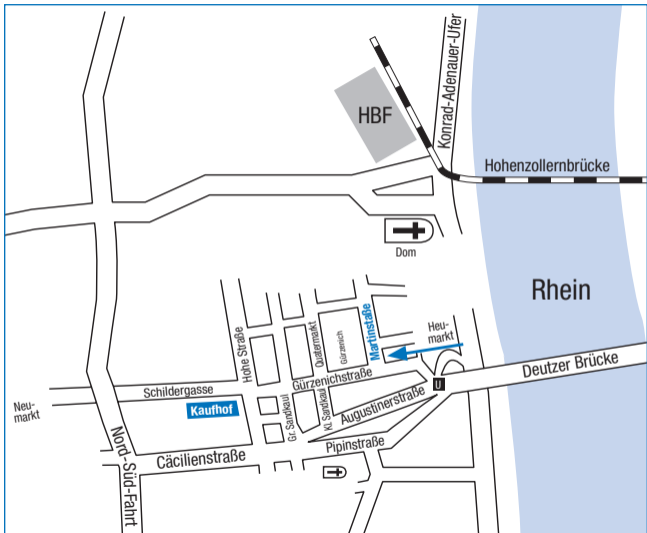 Konrad-Adenauer-Ufer
HBF
Hohenzollernbrücke
Dom
Rhein
Hohe Straße
Quatermarkt
Gürzenich
Martinstaße
Heu-
markt
Deutzer Brücke
Schildergasse
Gürzenichstraße
Neu-
markt
Kaufhof
Gr. Sandkaul
Kl. Sandkaul
Augustinerstraße
U
Nord-Süd-Fahrt
Cäcilienstraße
Pipinstraße